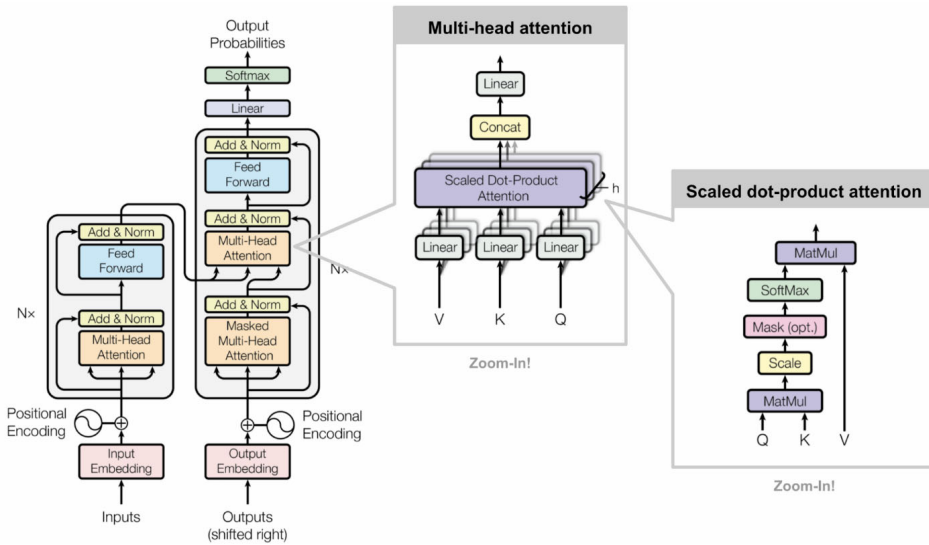 Output
Probabilities
Softmax
Linear
Add & Norm
Feed
Forward
Add & Norm
Multi-Head
Attention
Nx
Add & Norm
Masked
Multi-Head
Attention
Add & Norm
Feed
Forward
Nx
Add & Norm
Multi-Head
Attention
Positional
Encoding
Positional
Encoding
Input
Embedding
Output
Embedding
Inputs
Outputs
(shifted right)
Multi-head attention
Linear
Concat
Scaled Dot-Product
Attention
h
Linear
Linear
Linear
V
K
Q
Zoom-In!
Scaled dot-product attention
MatMul
SoftMax
Mask (opt.)
Scale
MatMul
Q
K
V
Zoom-In!